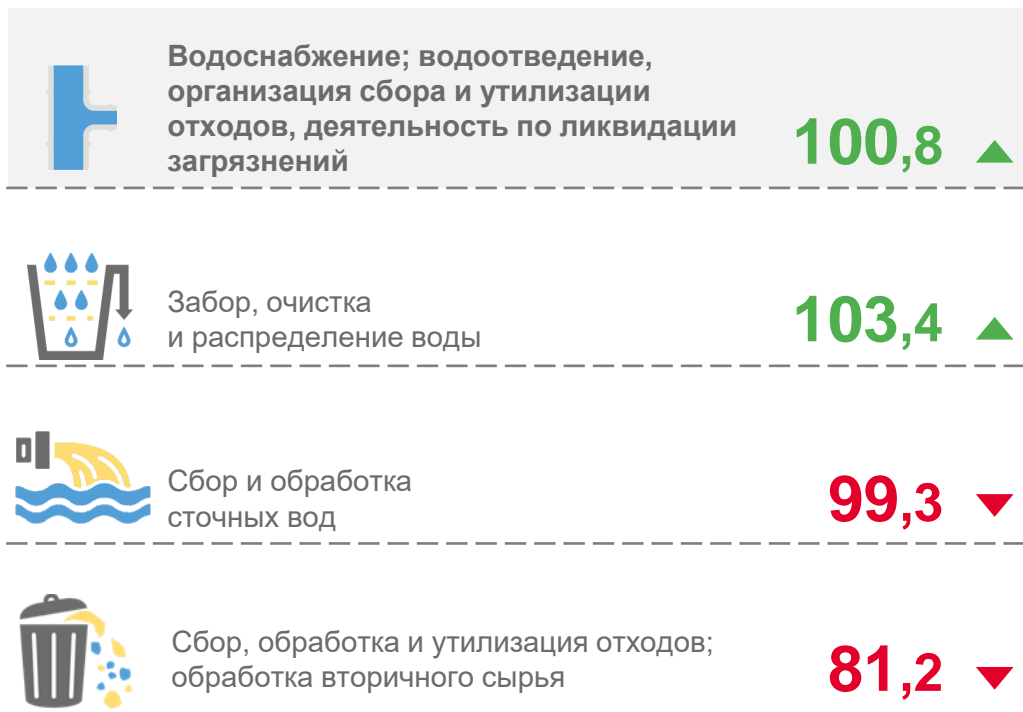 Водоснабжение; водоотведение,
организация сбора и утилизации
отходов, деятельность по ликвидации
загрязнений
100,8
Забор, очистка
и распределение воды
103,4
Сбор и обработка
сточных вод
99,3
Сбор, обработка и утилизация отходов;
обработка вторичного сырья
81,2